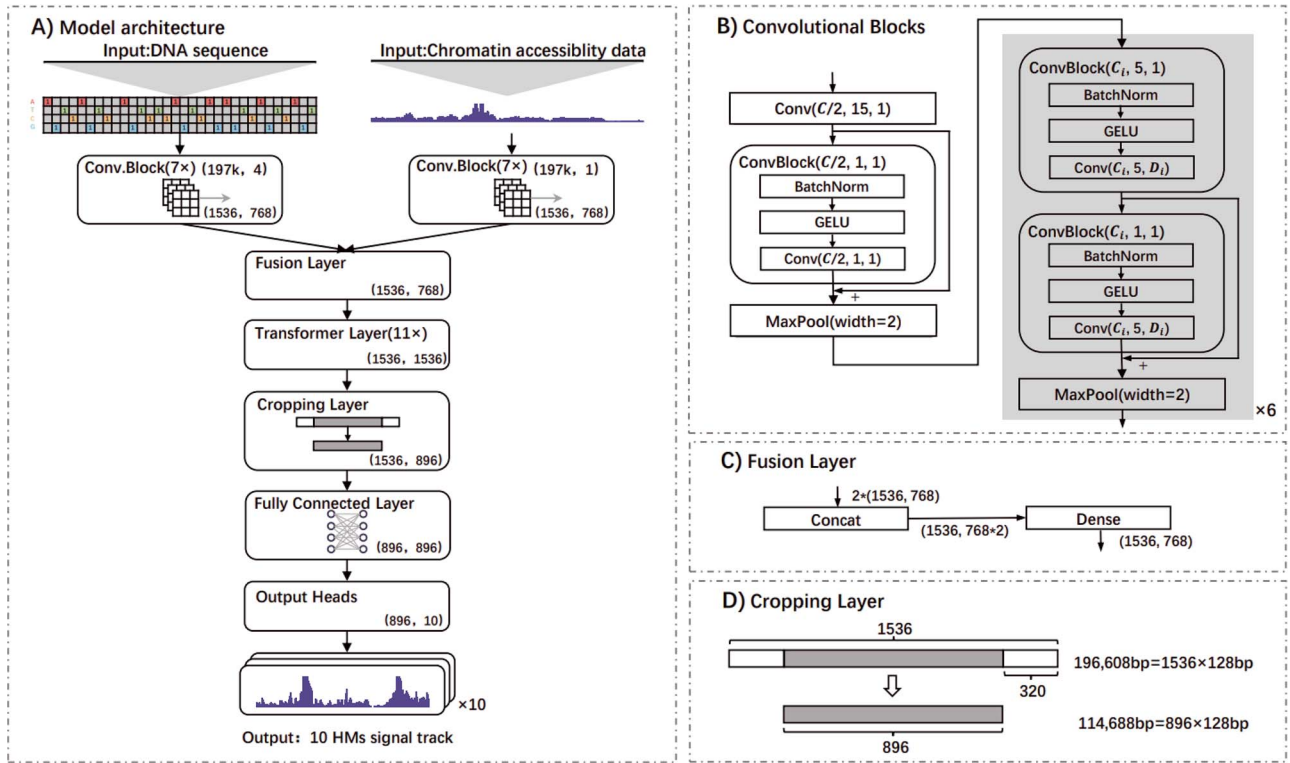 A) Model architecture
Input:DNA sequence
Input:Chromatin accessiblity data
A
T
C
G
Conv.Block(7×) (197k, 4)
(1536, 768)
Conv.Block(7×) (197k, 1)
(1536, 768)
Fusion Layer
(1536, 768)
Transformer Layer(11×)
(1536, 1536)
Cropping Layer
(1536, 896)
Fully Connected Layer
(896, 896)
Output Heads
(896, 10)
×10
Output: 10 HMs signal track
B) Convolutional Blocks
Conv(C/2, 15, 1)
ConvBlock(C/2, 1, 1)
BatchNorm
GELU
Conv(C/2, 1, 1)
+
MaxPool(width=2)
ConvBlock(Cᵢ, 5, 1)
BatchNorm
GELU
Conv(Cᵢ, 5, Dᵢ)
ConvBlock(Cᵢ, 1, 1)
BatchNorm
GELU
Conv(Cᵢ, 5, Dᵢ)
+
MaxPool(width=2)
×6
C) Fusion Layer
2*(1536, 768)
Concat
(1536, 768*2)
Dense
(1536, 768)
D) Cropping Layer
1536
196,608bp=1536×128bp
320
114,688bp=896×128bp
896